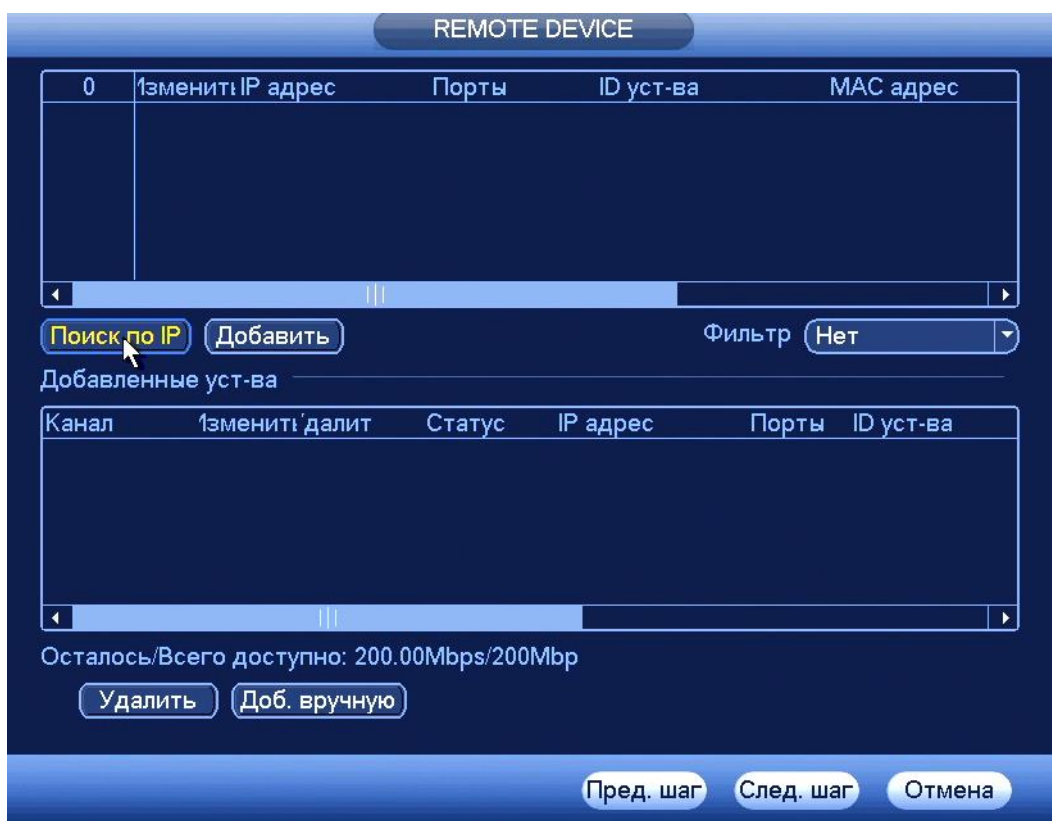 REMOTE DEVICE
0 Изменить IP адрес Порты ID уст-ва MAC адрес
Поиск по IP Добавить Фильтр Нет
Добавленные уст-ва
Канал Изменить далит Статус IP адрес Порты ID уст-ва
Осталось/Всего доступно: 200.00Mbps/200Mbp
Удалить Доб. вручную
Пред. шаг След. шаг Отмена